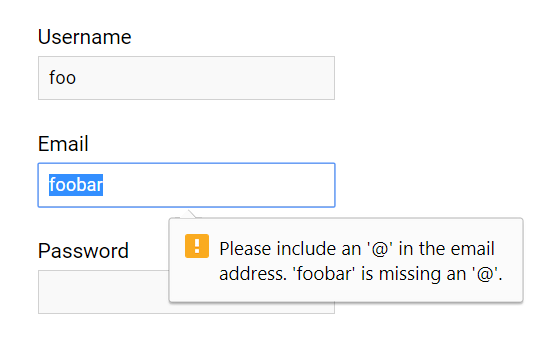 Username
foo
Email
foobar
Password
Please include an '@' in the email
address. 'foobar' is missing an '@'.